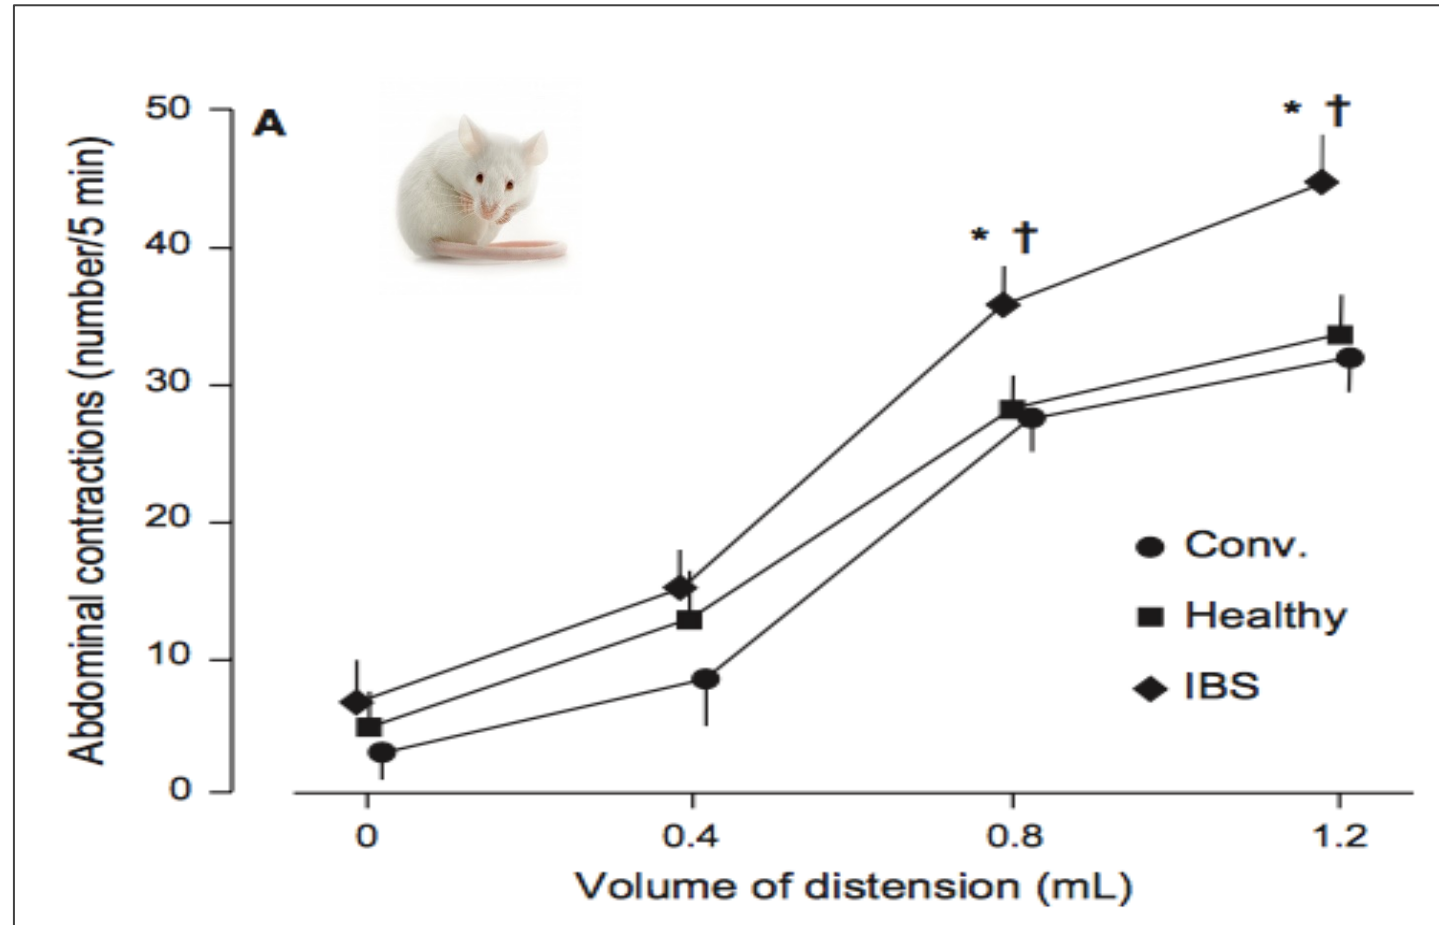 A
* †
* †
50
40
30
20
10
0
Abdominal contractions (number/5 min)
Conv.
Healthy
IBS
0 0.4 0.8 1.2
Volume of distension (mL)